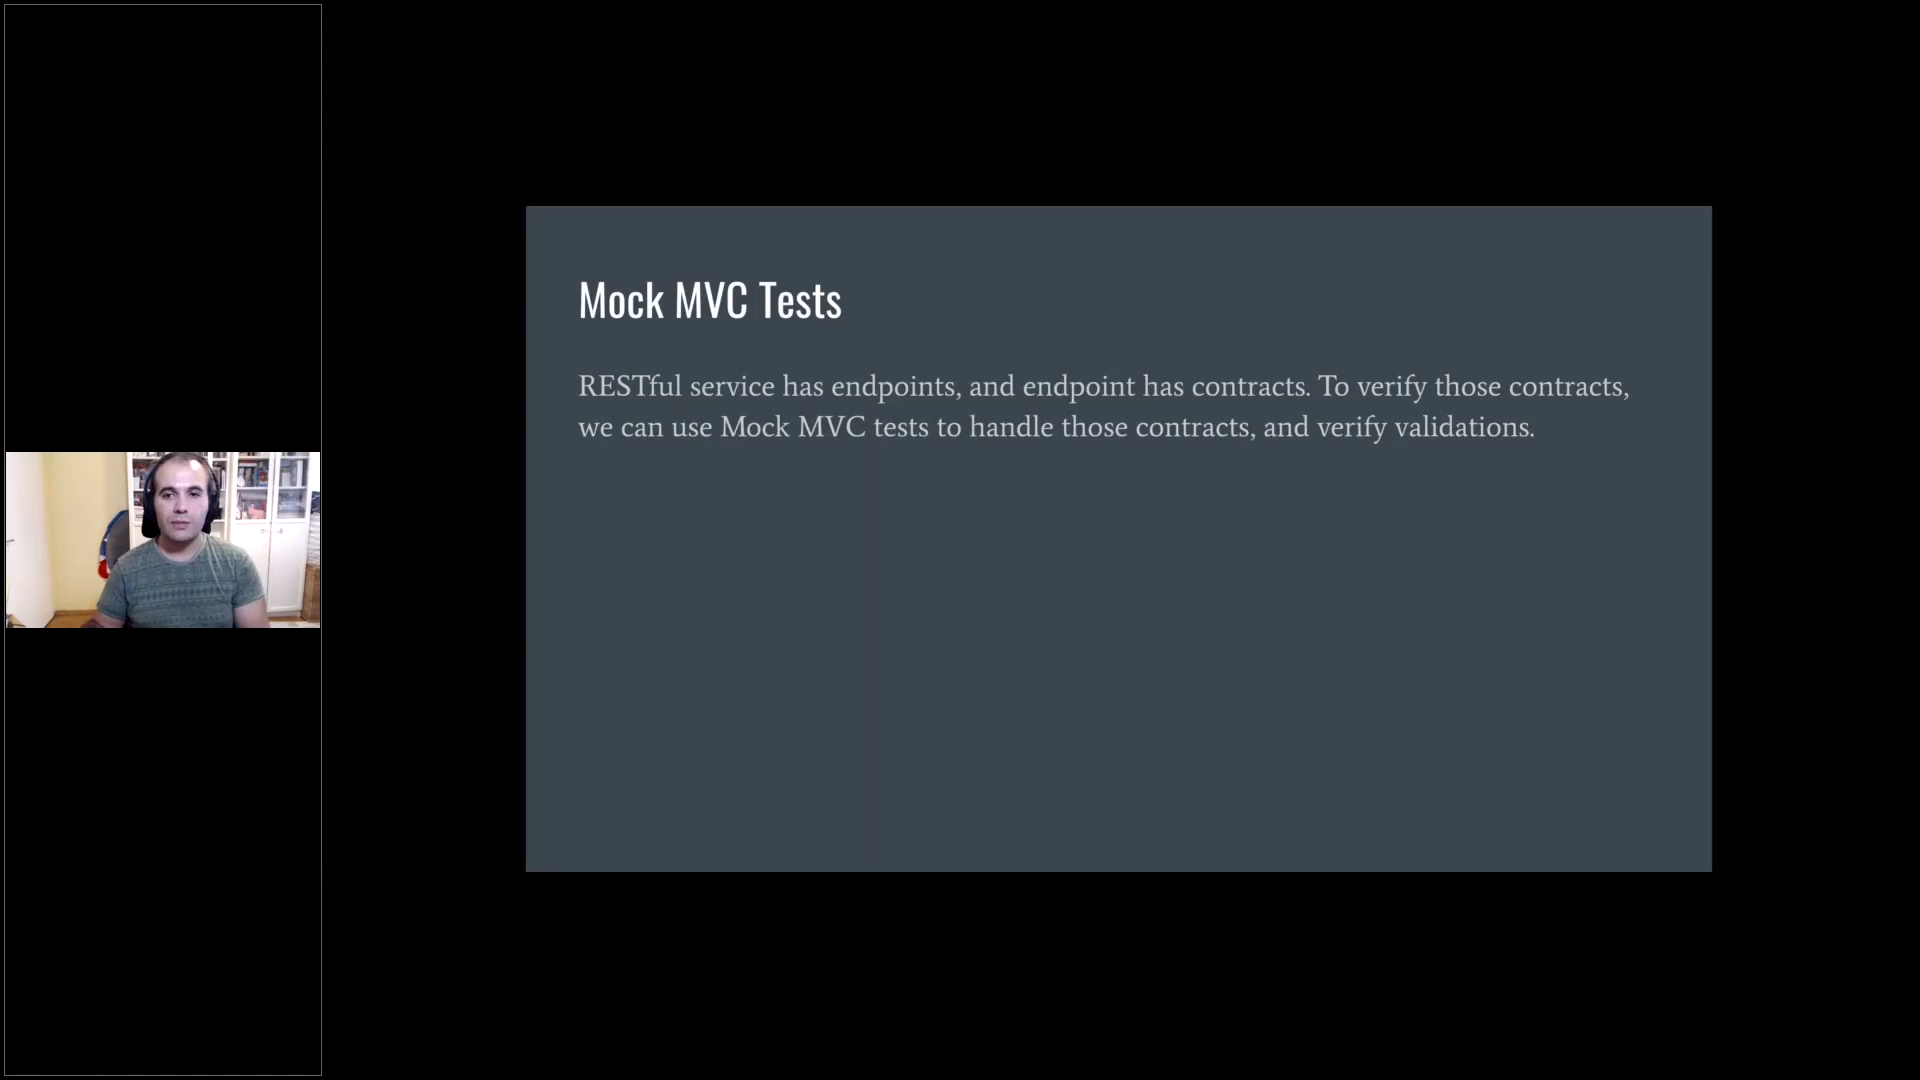 Mock MVC Tests
RESTful service has endpoints, and endpoint has contracts. To verify those contracts,
we can use Mock MVC tests to handle those contracts, and verify validations.